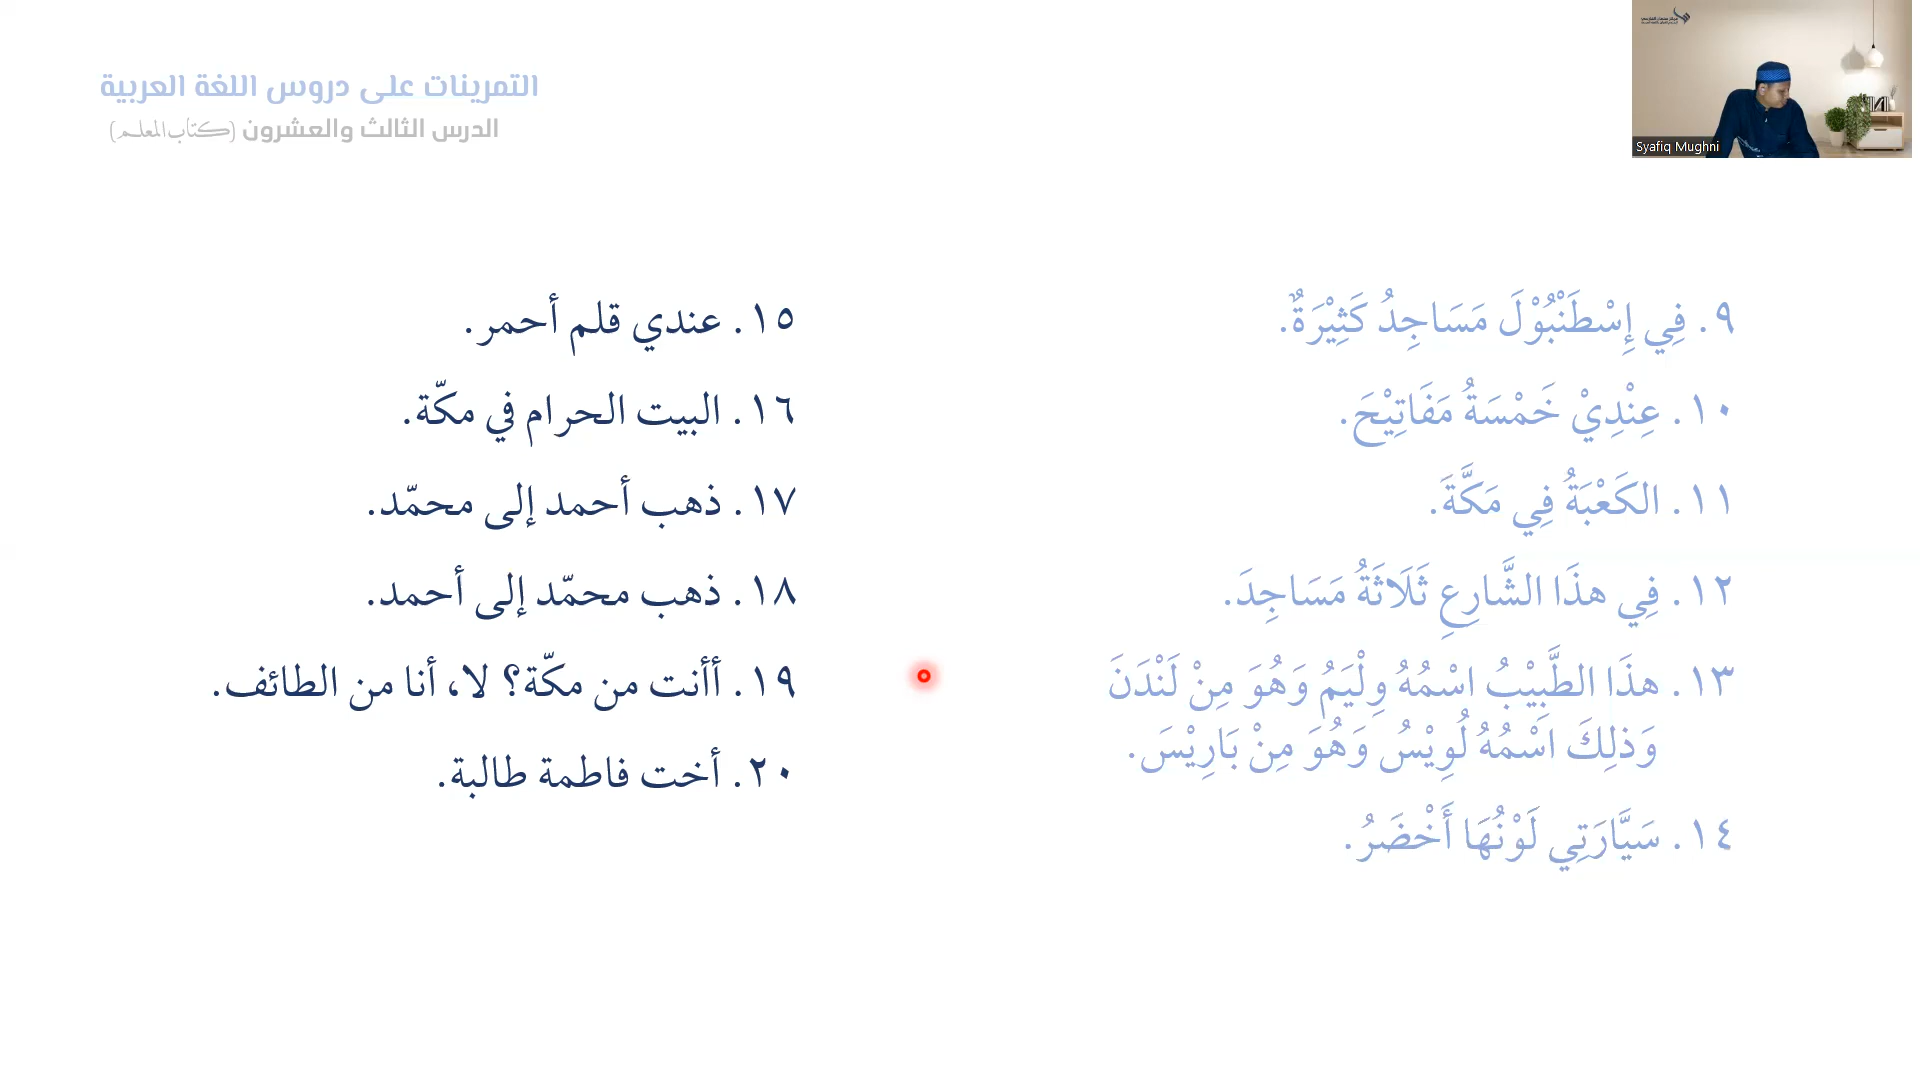 التمرينات على دروس اللغة العربية
الدرس الثالث والعشرون (كتاب المعلم)
Syafiq Mughni
٩. فِي إِسْطَنْبُوْلَ مَسَاجِدُ كَثِيْرَةٌ.
١٠. عِنْدِيْ خَمْسَةُ مَفَاتِيْحَ.
١١. الكَعْبَةُ فِي مَكَّةَ.
١٢. فِي هذَا الشَّارِعِ ثَلَاثَةُ مَسَاجِدَ.
١٣. هذَا الطَّبِيْبُ اسْمُهُ وِلْيَمُ وَهُوَ مِنْ لَنْدَنَ
وَذلِكَ اسْمُهُ لُوِيْسُ وَهُوَ مِنْ بَارِيْسَ.
١٤. سَيَّارَتِي لَوْنُهَا أَخْضَرُ.
١٥. عندي قلم أحمر.
١٦. البيت الحرام في مكّة.
١٧. ذهب أحمد إلى محمّد.
١٨. ذهب محمّد إلى أحمد.
١٩. أأنت من مكّة؟ لا، أنا من الطائف.
٢٠. أخت فاطمة طالبة.